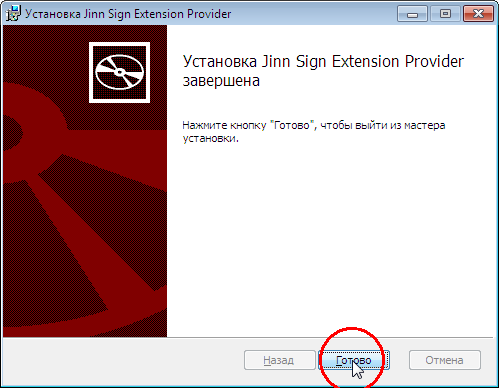 Установка Jinn Sign Extension Provider
Установка Jinn Sign Extension Provider
завершена
Нажмите кнопку "Готово", чтобы выйти из мастера
установки.
Назад Готово Отмена